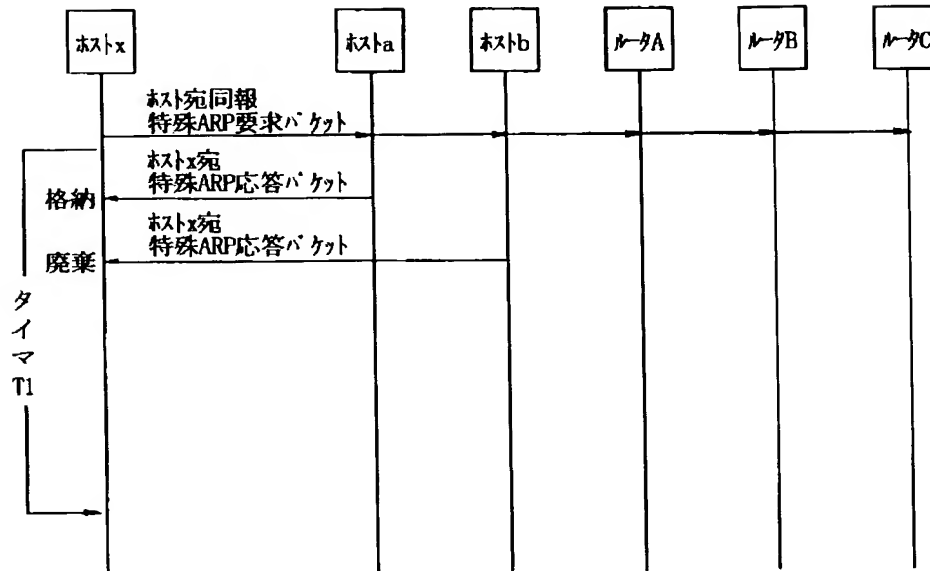 ホストx
ホストa
ホストb
ルータA
ルータB
ルータC
ホスト宛同報
特殊ARP要求パケット
ホストx宛
特殊ARP応答パケット
格納
ホストx宛
特殊ARP応答パケット
廃棄
タイマT1